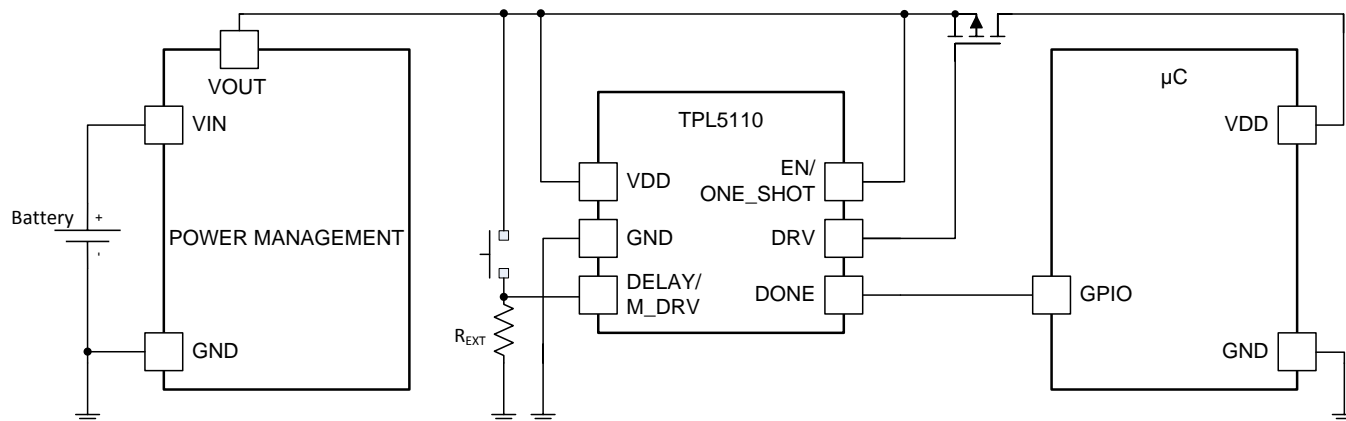 VOUT
VIN
Battery
+
-
POWER MANAGEMENT
GND
R_EXT
TPL5110
VDD
GND
DELAY/
M_DRV
EN/
ONE_SHOT
DRV
DONE
µC
VDD
GPIO
GND